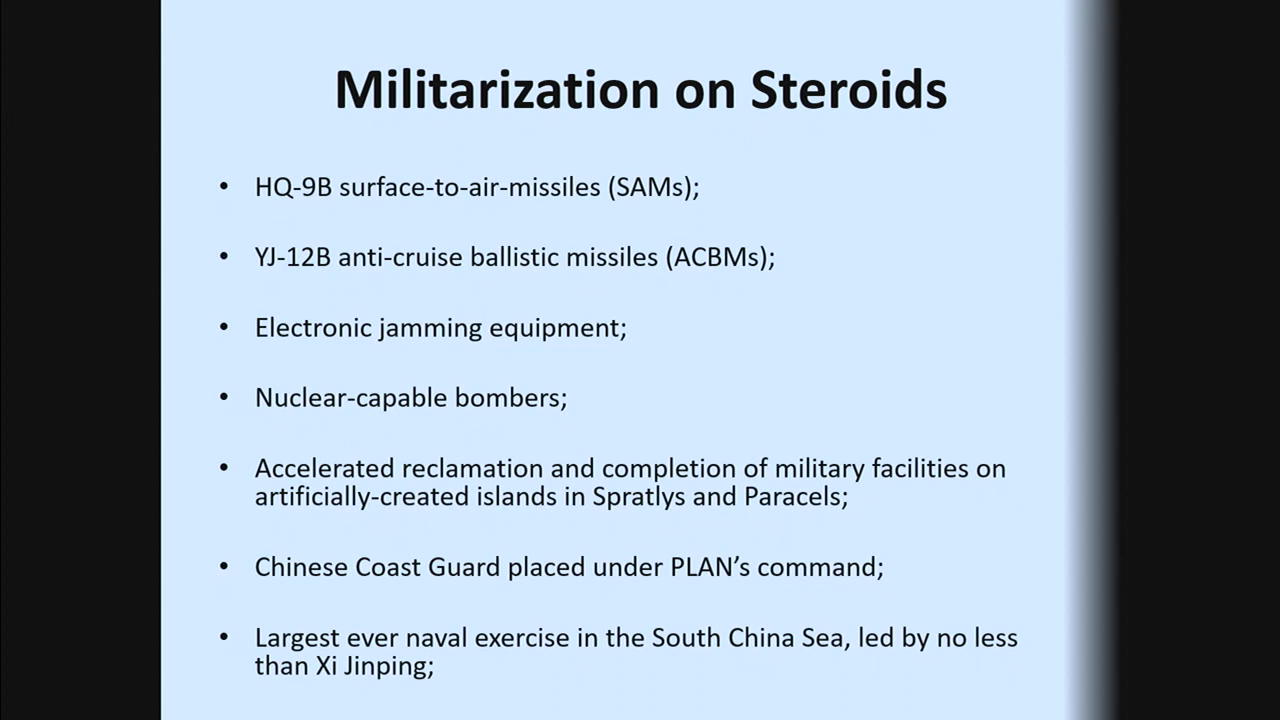 Militarization on Steroids
• HQ-9B surface-to-air-missiles (SAMs);
• YJ-12B anti-cruise ballistic missiles (ACBMs);
• Electronic jamming equipment;
• Nuclear-capable bombers;
• Accelerated reclamation and completion of military facilities on
artificially-created islands in Spratlys and Paracels;
• Chinese Coast Guard placed under PLAN’s command;
• Largest ever naval exercise in the South China Sea, led by no less
than Xi Jinping;